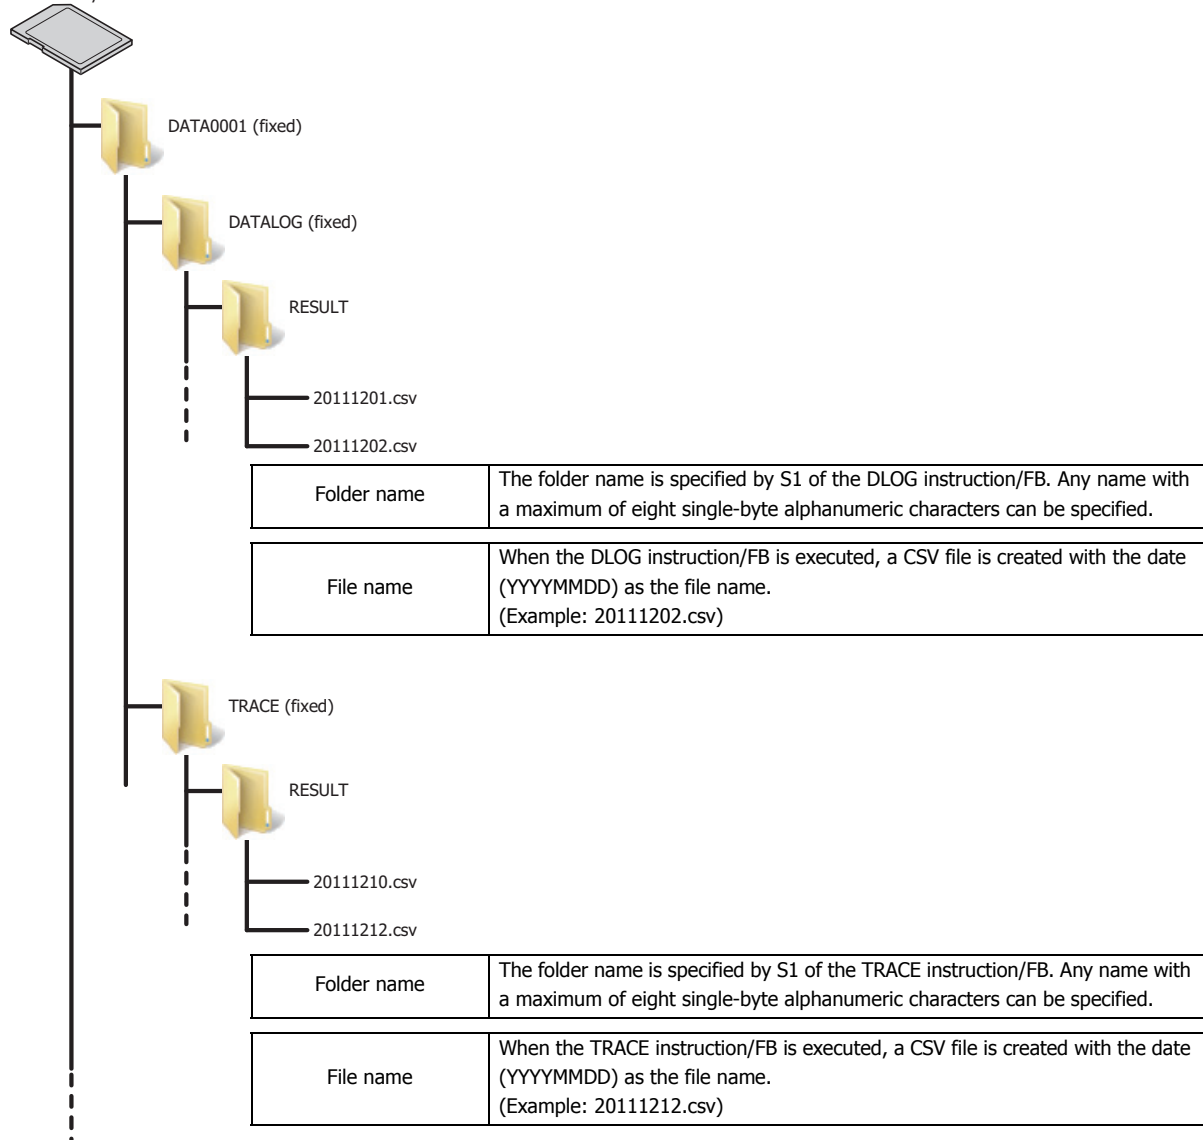 DATA0001 (fixed)
DATALOG (fixed)
RESULT
20111201.csv
20111202.csv
Folder name
The folder name is specified by S1 of the DLOG instruction/FB. Any name with
a maximum of eight single-byte alphanumeric characters can be specified.
File name
When the DLOG instruction/FB is executed, a CSV file is created with the date
(YYYYMMDD) as the file name.
(Example: 20111202.csv)
TRACE (fixed)
RESULT
20111210.csv
20111212.csv
Folder name
The folder name is specified by S1 of the TRACE instruction/FB. Any name with
a maximum of eight single-byte alphanumeric characters can be specified.
File name
When the TRACE instruction/FB is executed, a CSV file is created with the date
(YYYYMMDD) as the file name.
(Example: 20111212.csv)